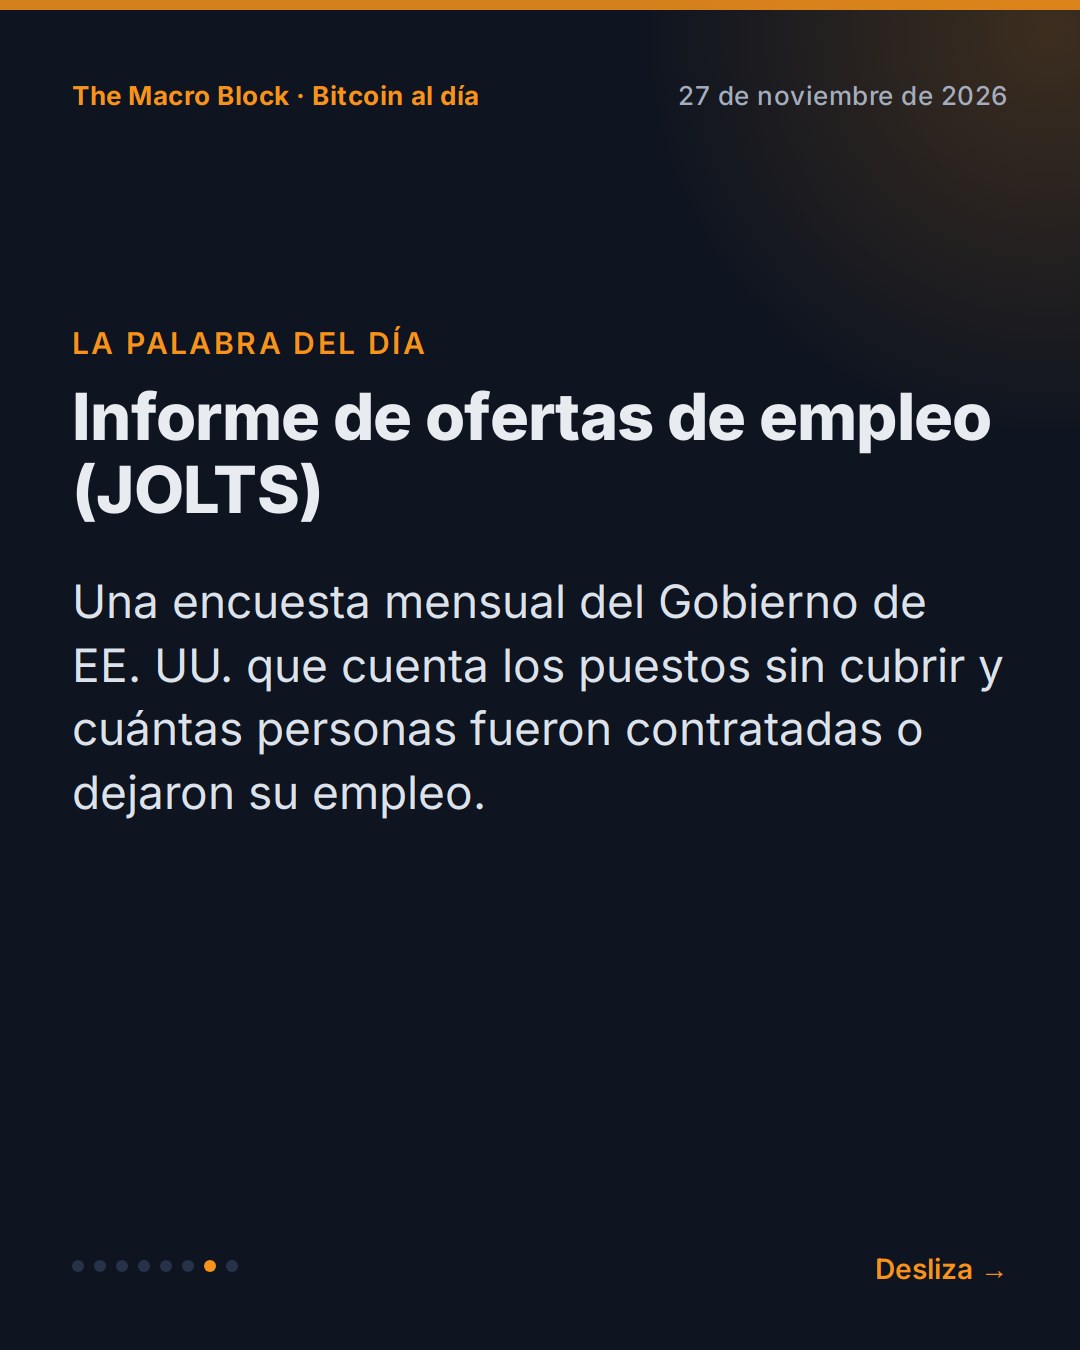 The Macro Block · Bitcoin al día
27 de noviembre de 2026
LA PALABRA DEL DÍA
Informe de ofertas de empleo
(JOLTS)
Una encuesta mensual del Gobierno de
EE. UU. que cuenta los puestos sin cubrir y
cuántas personas fueron contratadas o
dejaron su empleo.
Desliza →